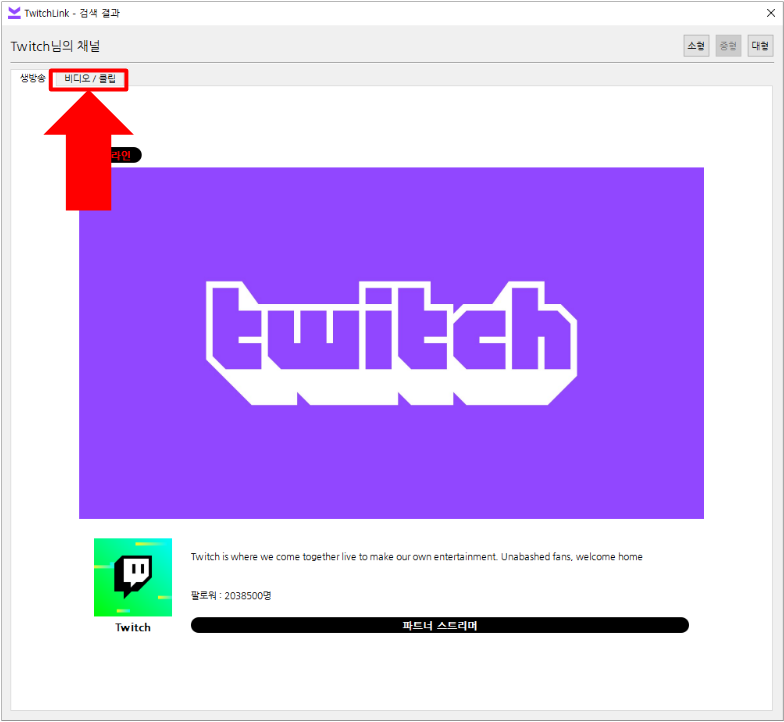 TwitchLink - 검색 결과
Twitch님의 채널
소형 중형 대형
생방송 비디오 / 클립
라인
twitch
Twitch is where we come together live to make our own entertainment. Unabashed fans, welcome home
팔로워 : 2038500명
Twitch
파트너 스트리머